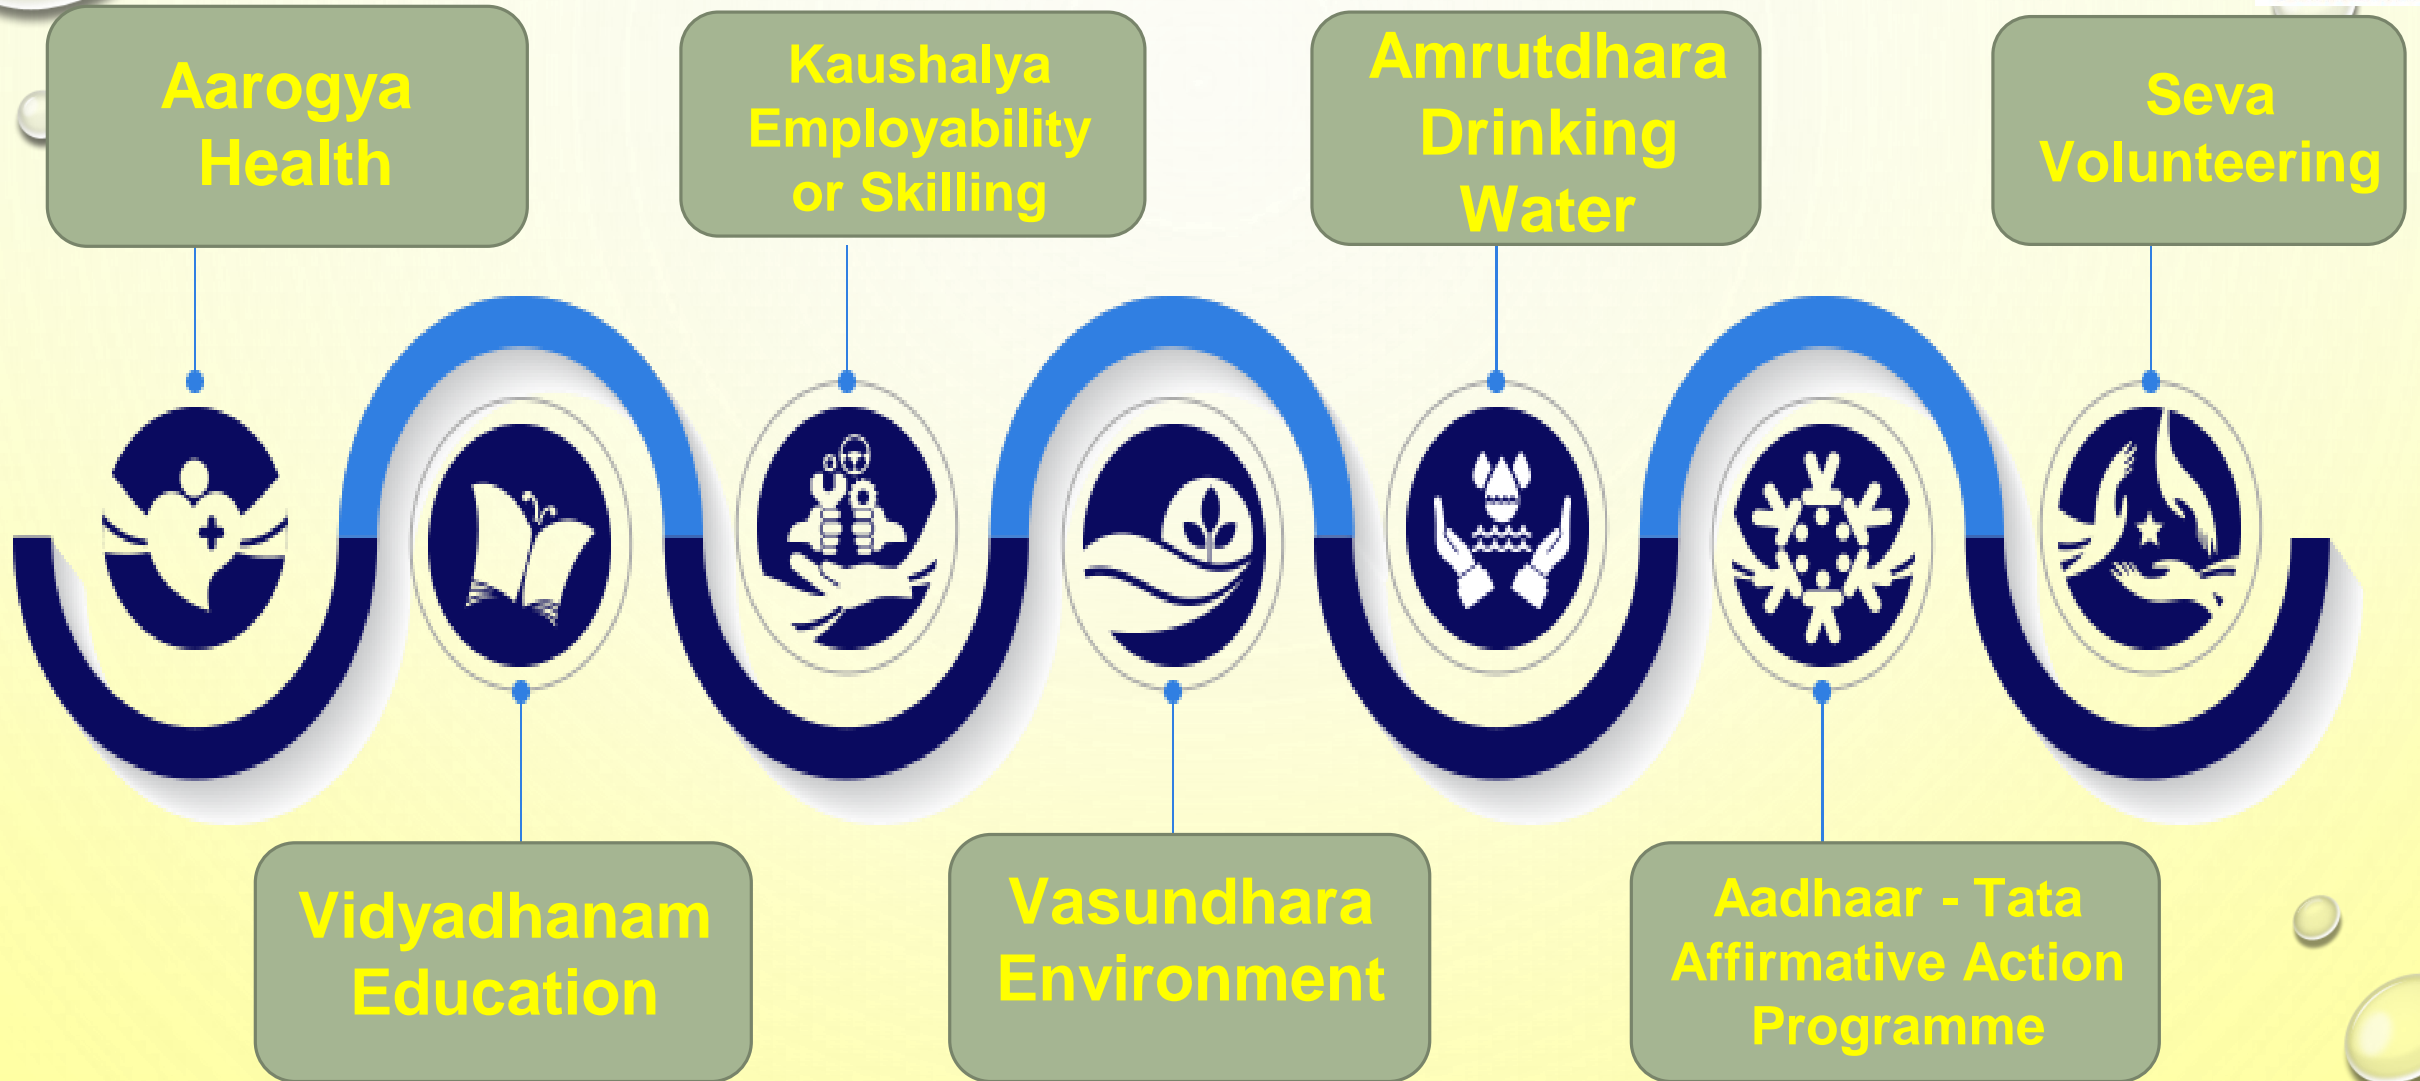 Aarogya
Health
Kaushalya
Employability
or Skilling
Amrutdhara
Drinking
Water
Seva
Volunteering
Vidyadhanam
Education
Vasundhara
Environment
Aadhaar - Tata
Affirmative Action
Programme